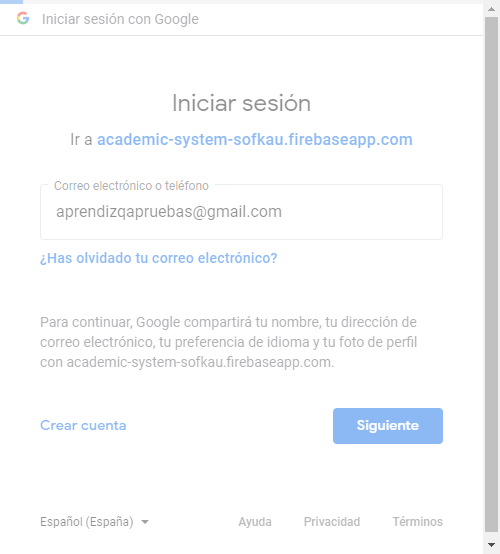 Iniciar sesión con Google
Iniciar sesión
Ir a academic-system-sofkau.firebaseapp.com
Correo electrónico o teléfono
aprendizqapruebas@gmail.com
¿Has olvidado tu correo electrónico?
Para continuar, Google compartirá tu nombre, tu dirección de
correo electrónico, tu preferencia de idioma y tu foto de perfil
con academic-system-sofkau.firebaseapp.com.
Crear cuenta Siguiente
Español (España) Ayuda Privacidad Términos